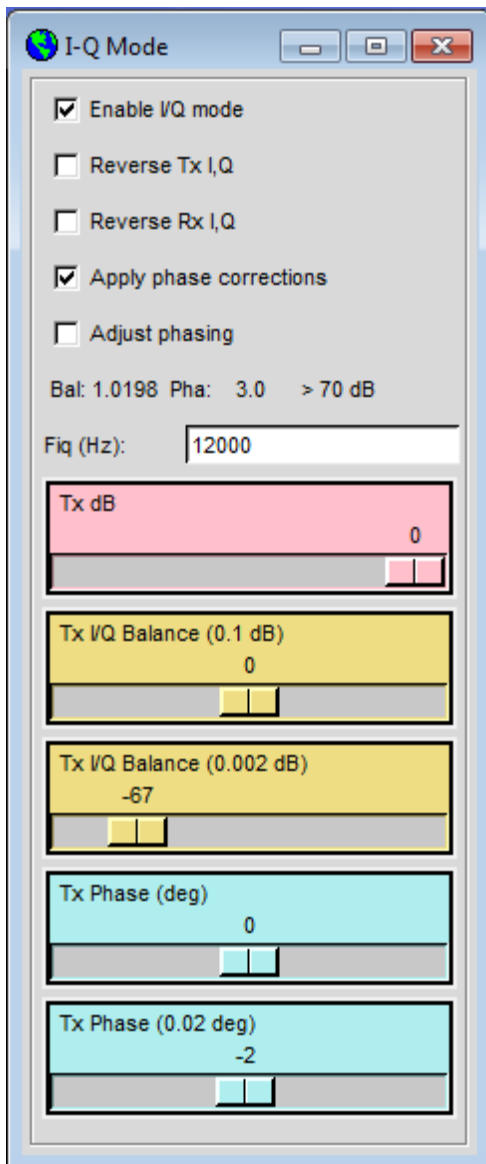 I-Q Mode
Enable I/Q mode
Reverse Tx I,Q
Reverse Rx I,Q
Apply phase corrections
Adjust phasing
Bal: 1.0198 Pha: 3.0 > 70 dB
Fiq (Hz): 12000
Tx dB
0
Tx I/Q Balance (0.1 dB)
0
Tx I/Q Balance (0.002 dB)
-67
Tx Phase (deg)
0
Tx Phase (0.02 deg)
-2